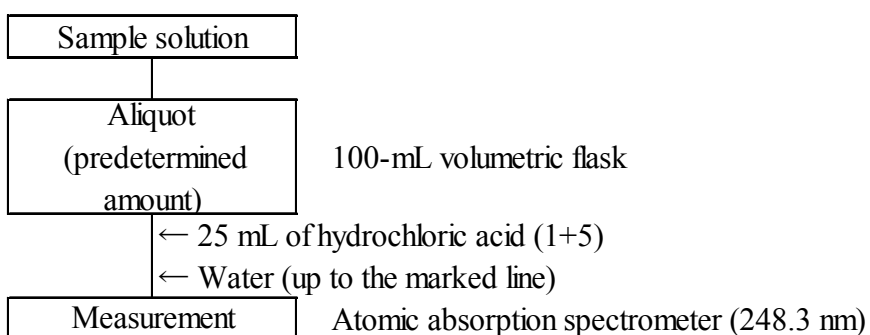 Sample solution
Aliquot
(predetermined
amount)
100-mL volumetric flask
← 25 mL of hydrochloric acid (1+5)
← Water (up to the marked line)
Measurement
Atomic absorption spectrometer (248.3 nm)